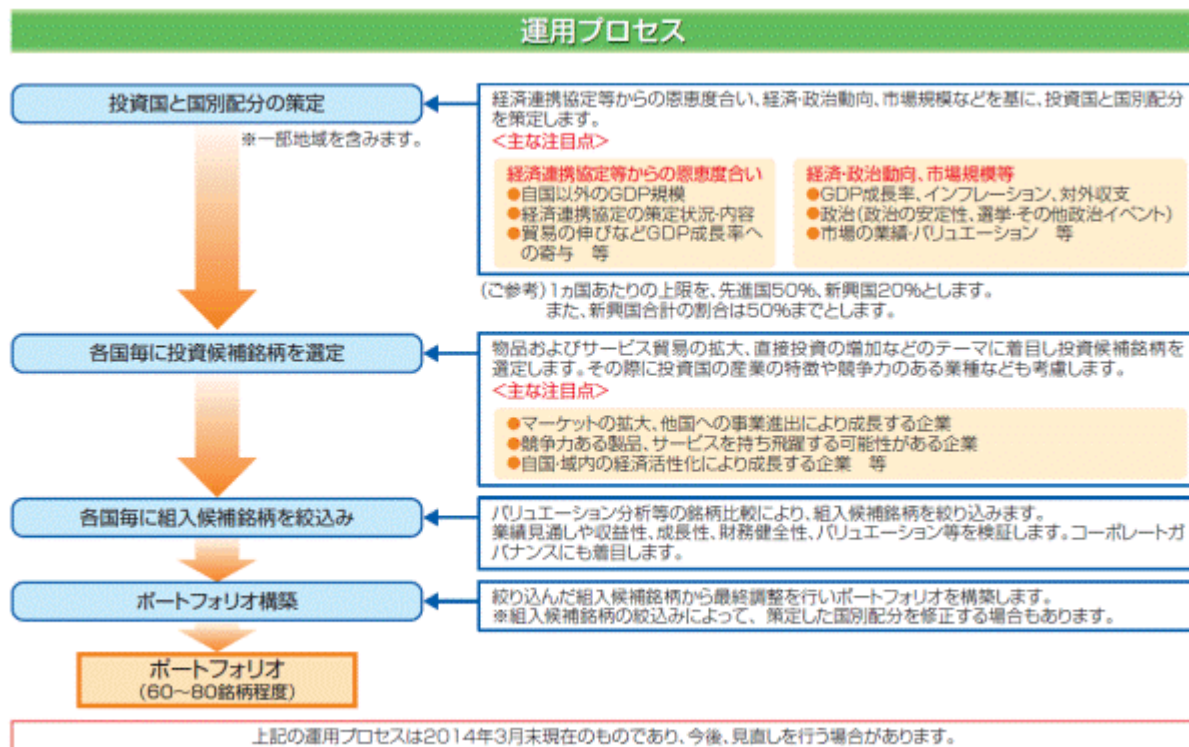 運用プロセス
投資国と国別配分の策定
※一部地域を含みます。
経済連携協定等からの恩恵度合い、経済・政治動向、市場規模などを基に、投資国と国別配分
を策定します。
<主な注目点>
経済連携協定等からの恩恵度合い
●自国以外のGDP規模
●経済連携協定の策定状況・内容
●貿易の伸びなどGDP成長率へ
の寄与 等
経済・政治動向、市場規模等
●GDP成長率、インフレーション、対外収支
●政治(政治の安定性、選挙・その他政治イベント)
●市場の業績・バリュエーション 等
(ご参考)1ヵ国あたりの上限を、先進国50%、新興国20%とします。
また、新興国合計の割合は50%までとします。
各国毎に投資候補銘柄を選定
物品およびサービス貿易の拡大、直接投資の増加などのテーマに着目し投資候補銘柄を
選定します。その際に投資国の産業の特徴や競争力のある業種なども考慮します。
<主な注目点>
●マーケットの拡大、他国への事業進出により成長する企業
●競争力ある製品、サービスを持ち飛躍する可能性がある企業
●自国・域内の経済活性化により成長する企業 等
各国毎に組入候補銘柄を絞込み
バリュエーション分析等の銘柄比較により、組入候補銘柄を絞り込みます。
業績見通しや収益性、成長性、財務健全性、バリュエーション等を検証します。コーポレートガ
バナンスにも着目します。
ポートフォリオ構築
絞り込んだ組入候補銘柄から最終調整を行いポートフォリオを構築します。
※組入候補銘柄の絞込みによって、策定した国別配分を修正する場合もあります。
ポートフォリオ
(60～80銘柄程度)
上記の運用プロセスは2014年3月末現在のものであり、今後、見直しを行う場合があります。